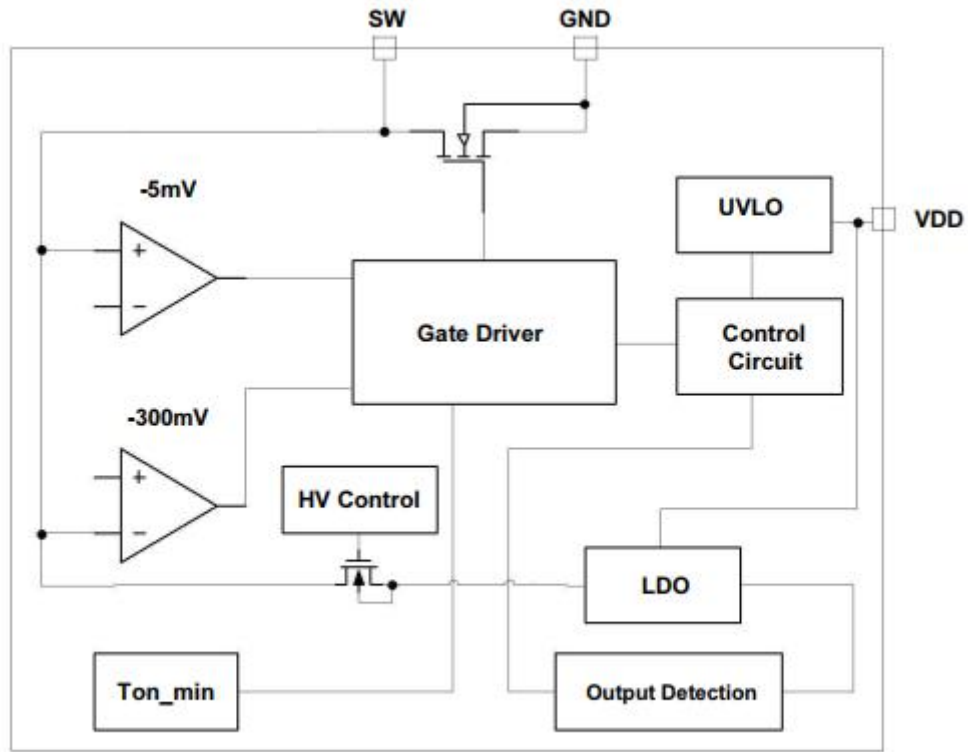 SW
GND
-5mV
UVLO
VDD
+
−
Gate Driver
Control
Circuit
-300mV
+
−
HV Control
LDO
Ton_min
Output Detection